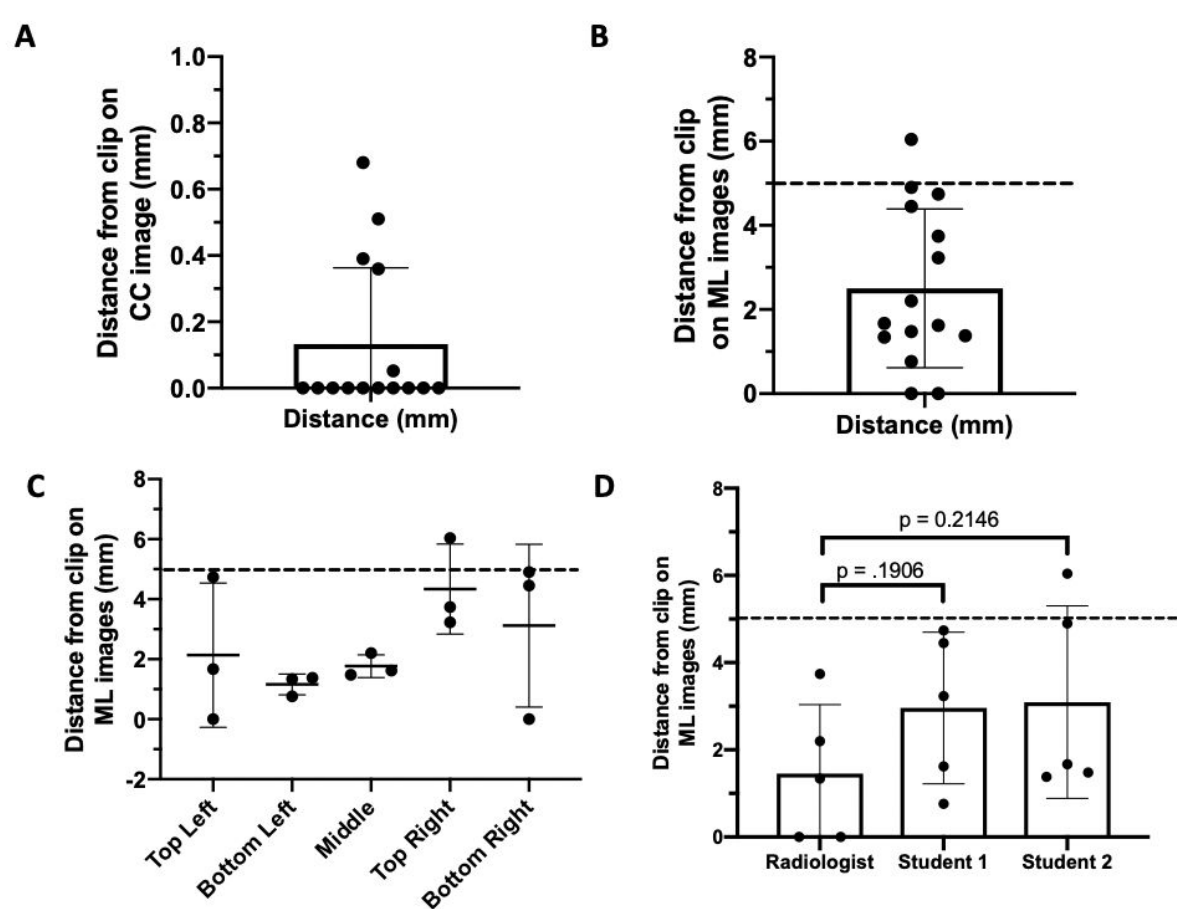 A
Distance from clip on
CC image (mm)
1.0
0.8
0.6
0.4
0.2
0.0
Distance (mm)
B
Distance from clip
on ML images (mm)
8
6
4
2
0
Distance (mm)
C
Distance from clip on
ML images (mm)
8
6
4
2
0
-2
Top Left
Bottom Left
Middle
Top Right
Bottom Right
D
Distance from clip on
ML images (mm)
8
6
4
2
0
p = 0.2146
p = .1906
Radiologist
Student 1
Student 2